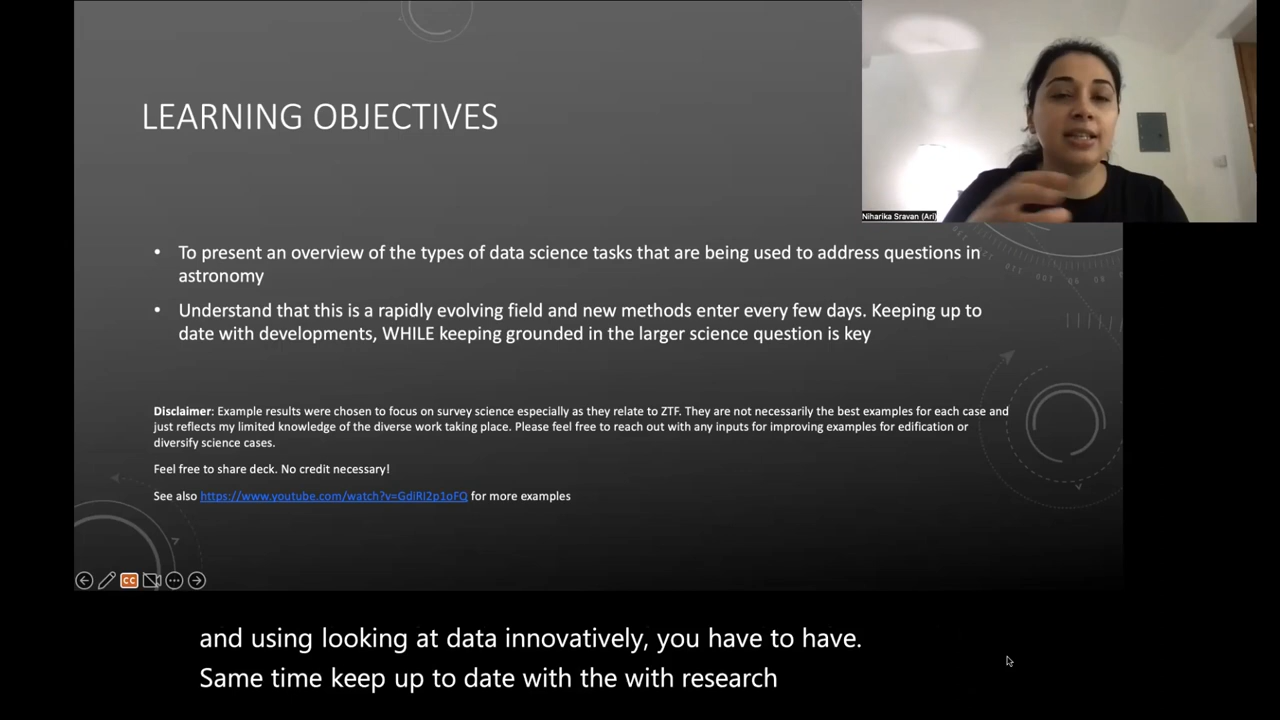 LEARNING OBJECTIVES
Niharika Sravan (Ari)
• To present an overview of the types of data science tasks that are being used to address questions in
astronomy
• Understand that this is a rapidly evolving field and new methods enter every few days. Keeping up to
date with developments, WHILE keeping grounded in the larger science question is key
Disclaimer: Example results were chosen to focus on survey science especially as they relate to ZTF. They are not necessarily the best examples for each case and
just reflects my limited knowledge of the diverse work taking place. Please feel free to reach out with any inputs for improving examples for edification or
diversify science cases.
Feel free to share deck. No credit necessary!
See also https://www.youtube.com/watch?v=GdiRI2p1oFQ for more examples
CC
and using looking at data innovatively, you have to have.
Same time keep up to date with the with research